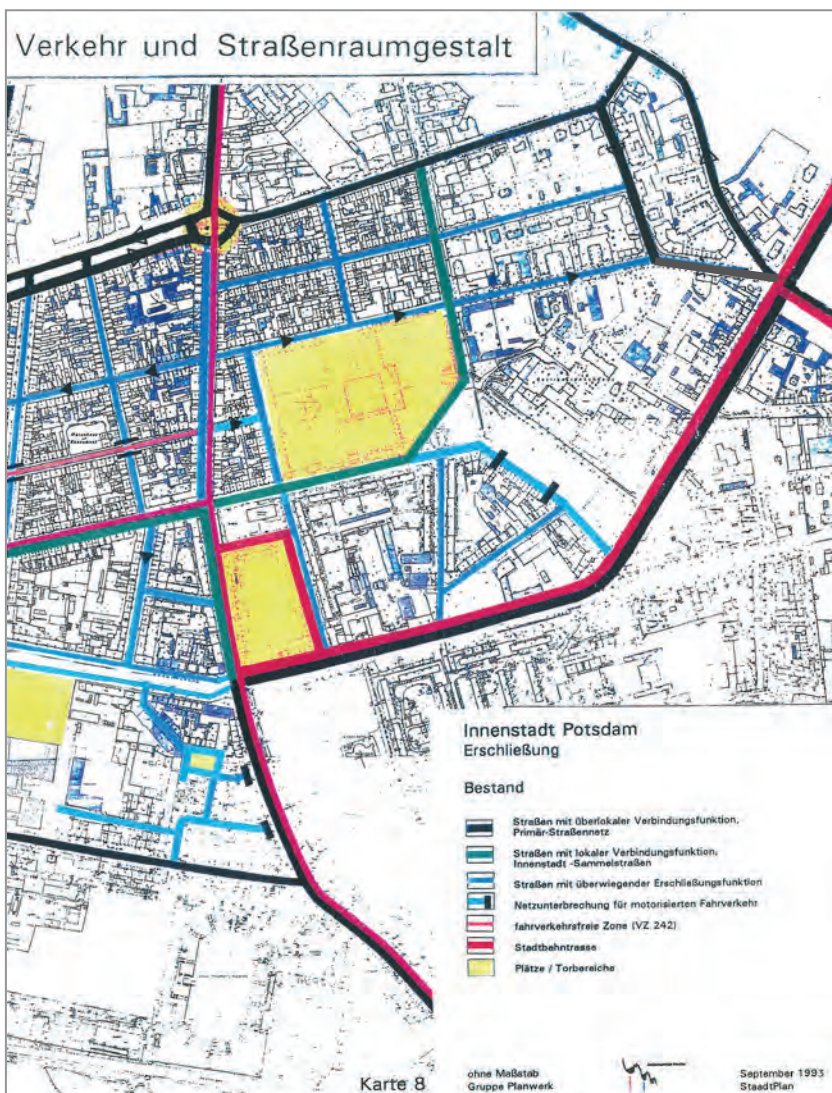 Verkehr und Straßenraumgestalt
Innenstadt Potsdam
Erschließung
Bestand
Straßen mit überlokaler Verbindungsfunktion,
Primär-Straßennetz
Straßen mit lokaler Verbindungsfunktion,
Innenstadt -Sammelstraßen
Straßen mit überwiegender Erschließungsfunktion
Netzunterbrechung für motorisierten Fahrverkehr
fahrverkehrsfreie Zone (VZ 242)
Stadtbahntrasse
Plätze / Torbereiche
Karte 8
ohne Maßstab
Gruppe Planwerk
September 1993
StaadtPlan